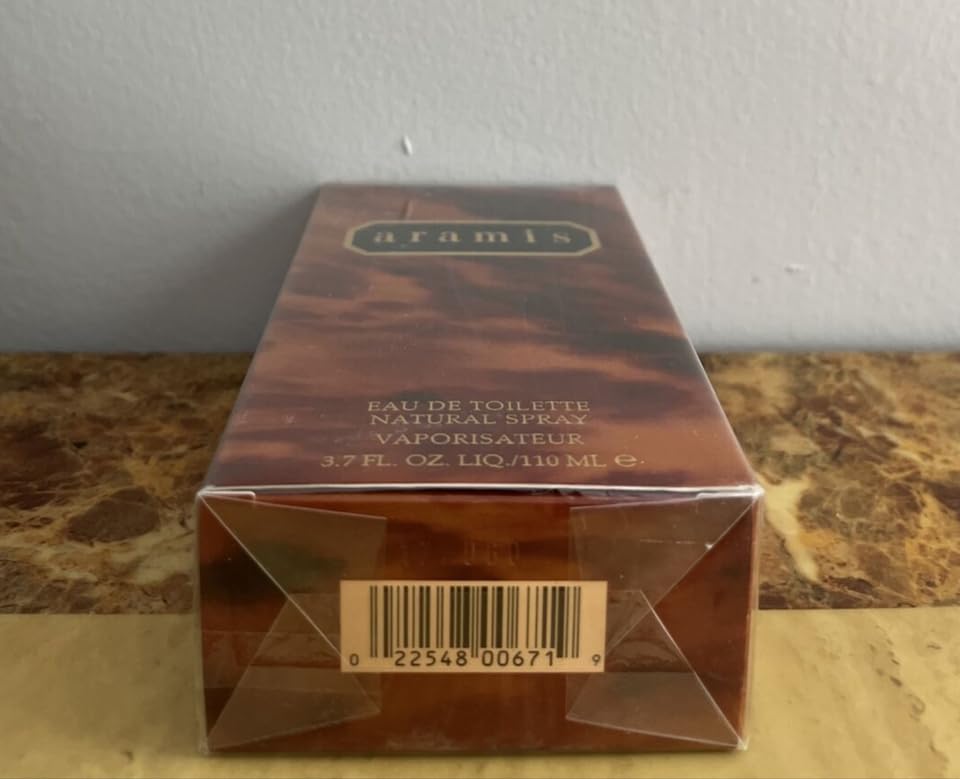 aramis
EAU DE TOILETTE
NATURAL SPRAY
VAPORISATEUR
3.7 FL. OZ. LIQ./110 ML ℮
0 22548 00671 9